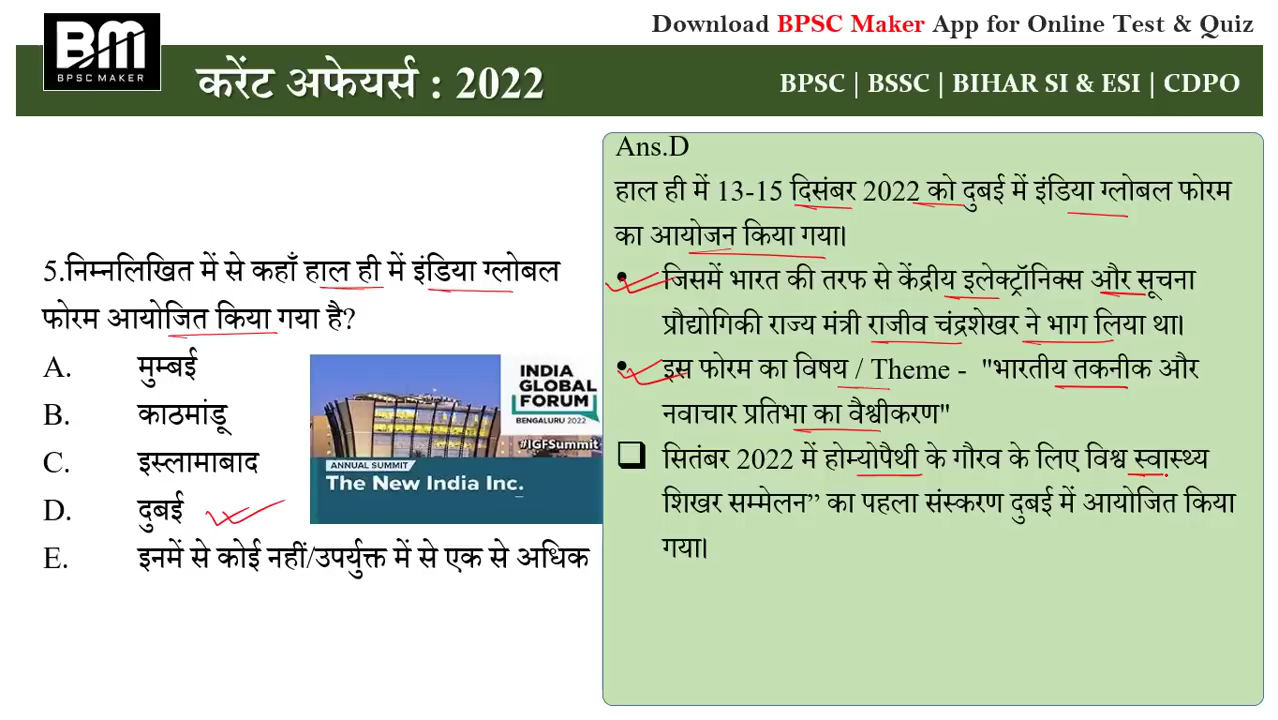 Download BPSC Maker App for Online Test & Quiz
BM
BPSC MAKER
करेंट अफेयर्स : 2022
BPSC | BSSC | BIHAR SI & ESI | CDPO
5.निम्नलिखित में से कहाँ हाल ही में इंडिया ग्लोबल
फोरम आयोजित किया गया है?
A. मुम्बई
B. काठमांडू
C. इस्लामाबाद
D. दुबई
E. इनमें से कोई नहीं/उपर्युक्त में से एक से अधिक
INDIA
GLOBAL
FORUM
BENGALURU 2022
#IGFSummit
ANNUAL SUMMIT
The New India Inc.
Ans.D
हाल ही में 13-15 दिसंबर 2022 को दुबई में इंडिया ग्लोबल फोरम
का आयोजन किया गया।
• जिसमें भारत की तरफ से केंद्रीय इलेक्ट्रॉनिक्स और सूचना
प्रौद्योगिकी राज्य मंत्री राजीव चंद्रशेखर ने भाग लिया था।
• इस फोरम का विषय / Theme - "भारतीय तकनीक और
नवाचार प्रतिभा का वैश्वीकरण"
❑ सितंबर 2022 में होम्योपैथी के गौरव के लिए विश्व स्वास्थ्य
शिखर सम्मेलन” का पहला संस्करण दुबई में आयोजित किया
गया।